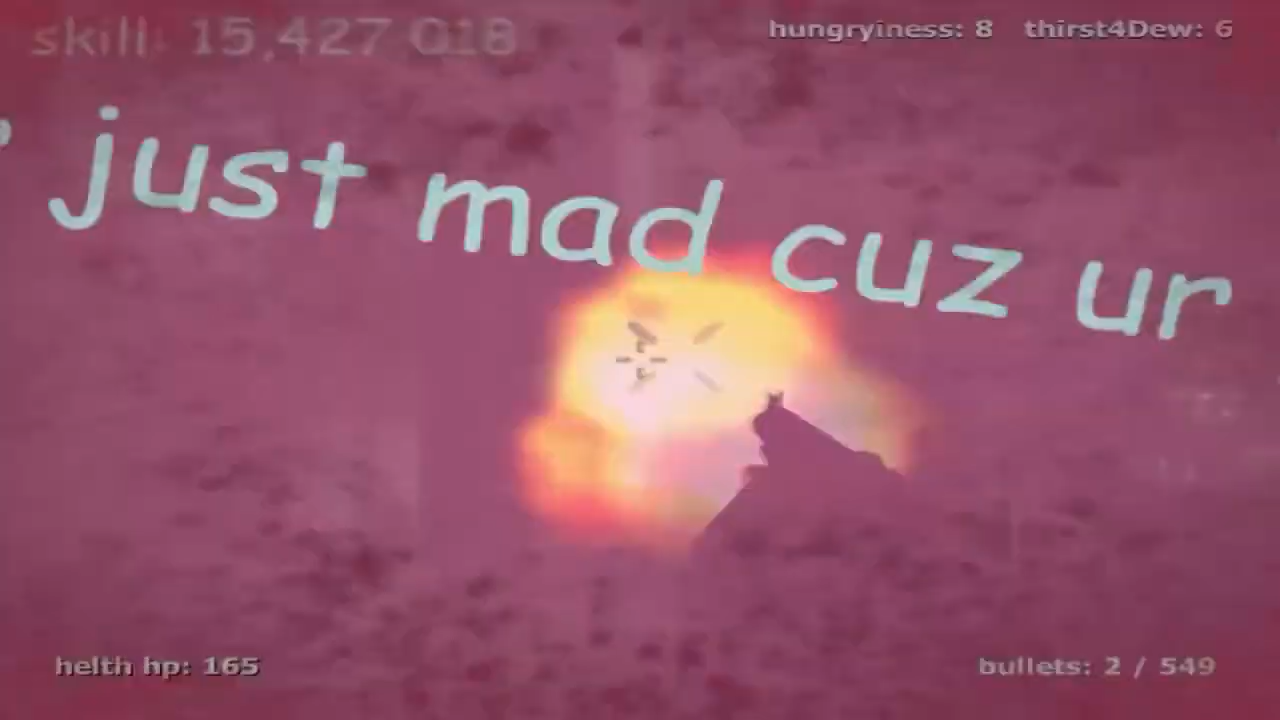 skill: 15,427 018
hungryiness: 8 thirst4Dew: 6
just mad cuz ur
helth hp: 165
bullets: 2 / 549